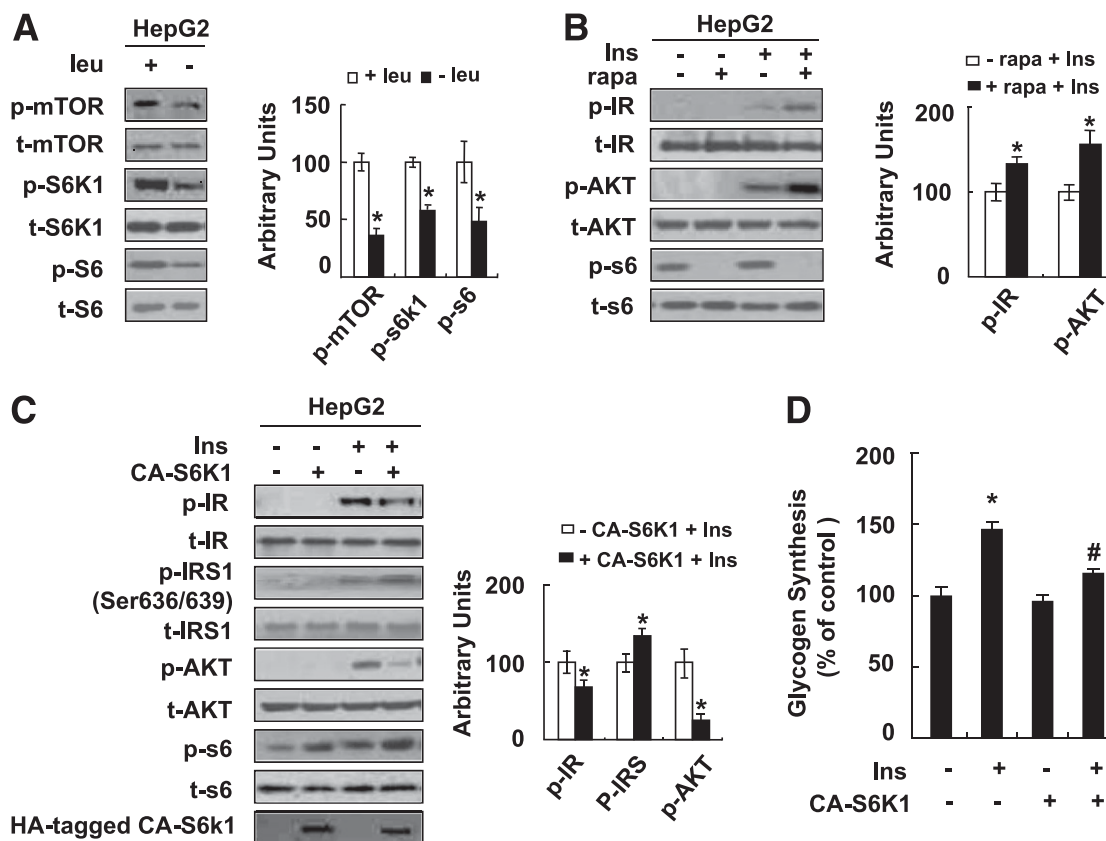 A
HepG2
leu + -
p-mTOR
t-mTOR
p-S6K1
t-S6K1
p-S6
t-S6
+ leu - leu
Arbitrary Units
150
100
50
0
* * *
p-mTOR p-s6k1 p-s6
B
HepG2
Ins - - + +
rapa - + - +
p-IR
t-IR
p-AKT
t-AKT
p-s6
t-s6
- rapa + Ins
+ rapa + Ins
Arbitrary Units
200
100
0
* *
p-IR p-AKT
C
HepG2
Ins - - + +
CA-S6K1 - + - +
p-IR
t-IR
p-IRS1
(Ser636/639)
t-IRS1
p-AKT
t-AKT
p-s6
t-s6
HA-tagged CA-S6k1
- CA-S6K1 + Ins
+ CA-S6K1 + Ins
Arbitrary Units
200
100
0
* * *
p-IR P-IRS p-AKT
D
Glycogen Synthesis
(% of control )
200
150
100
50
0
* #
Ins - + - +
CA-S6K1 - - + +